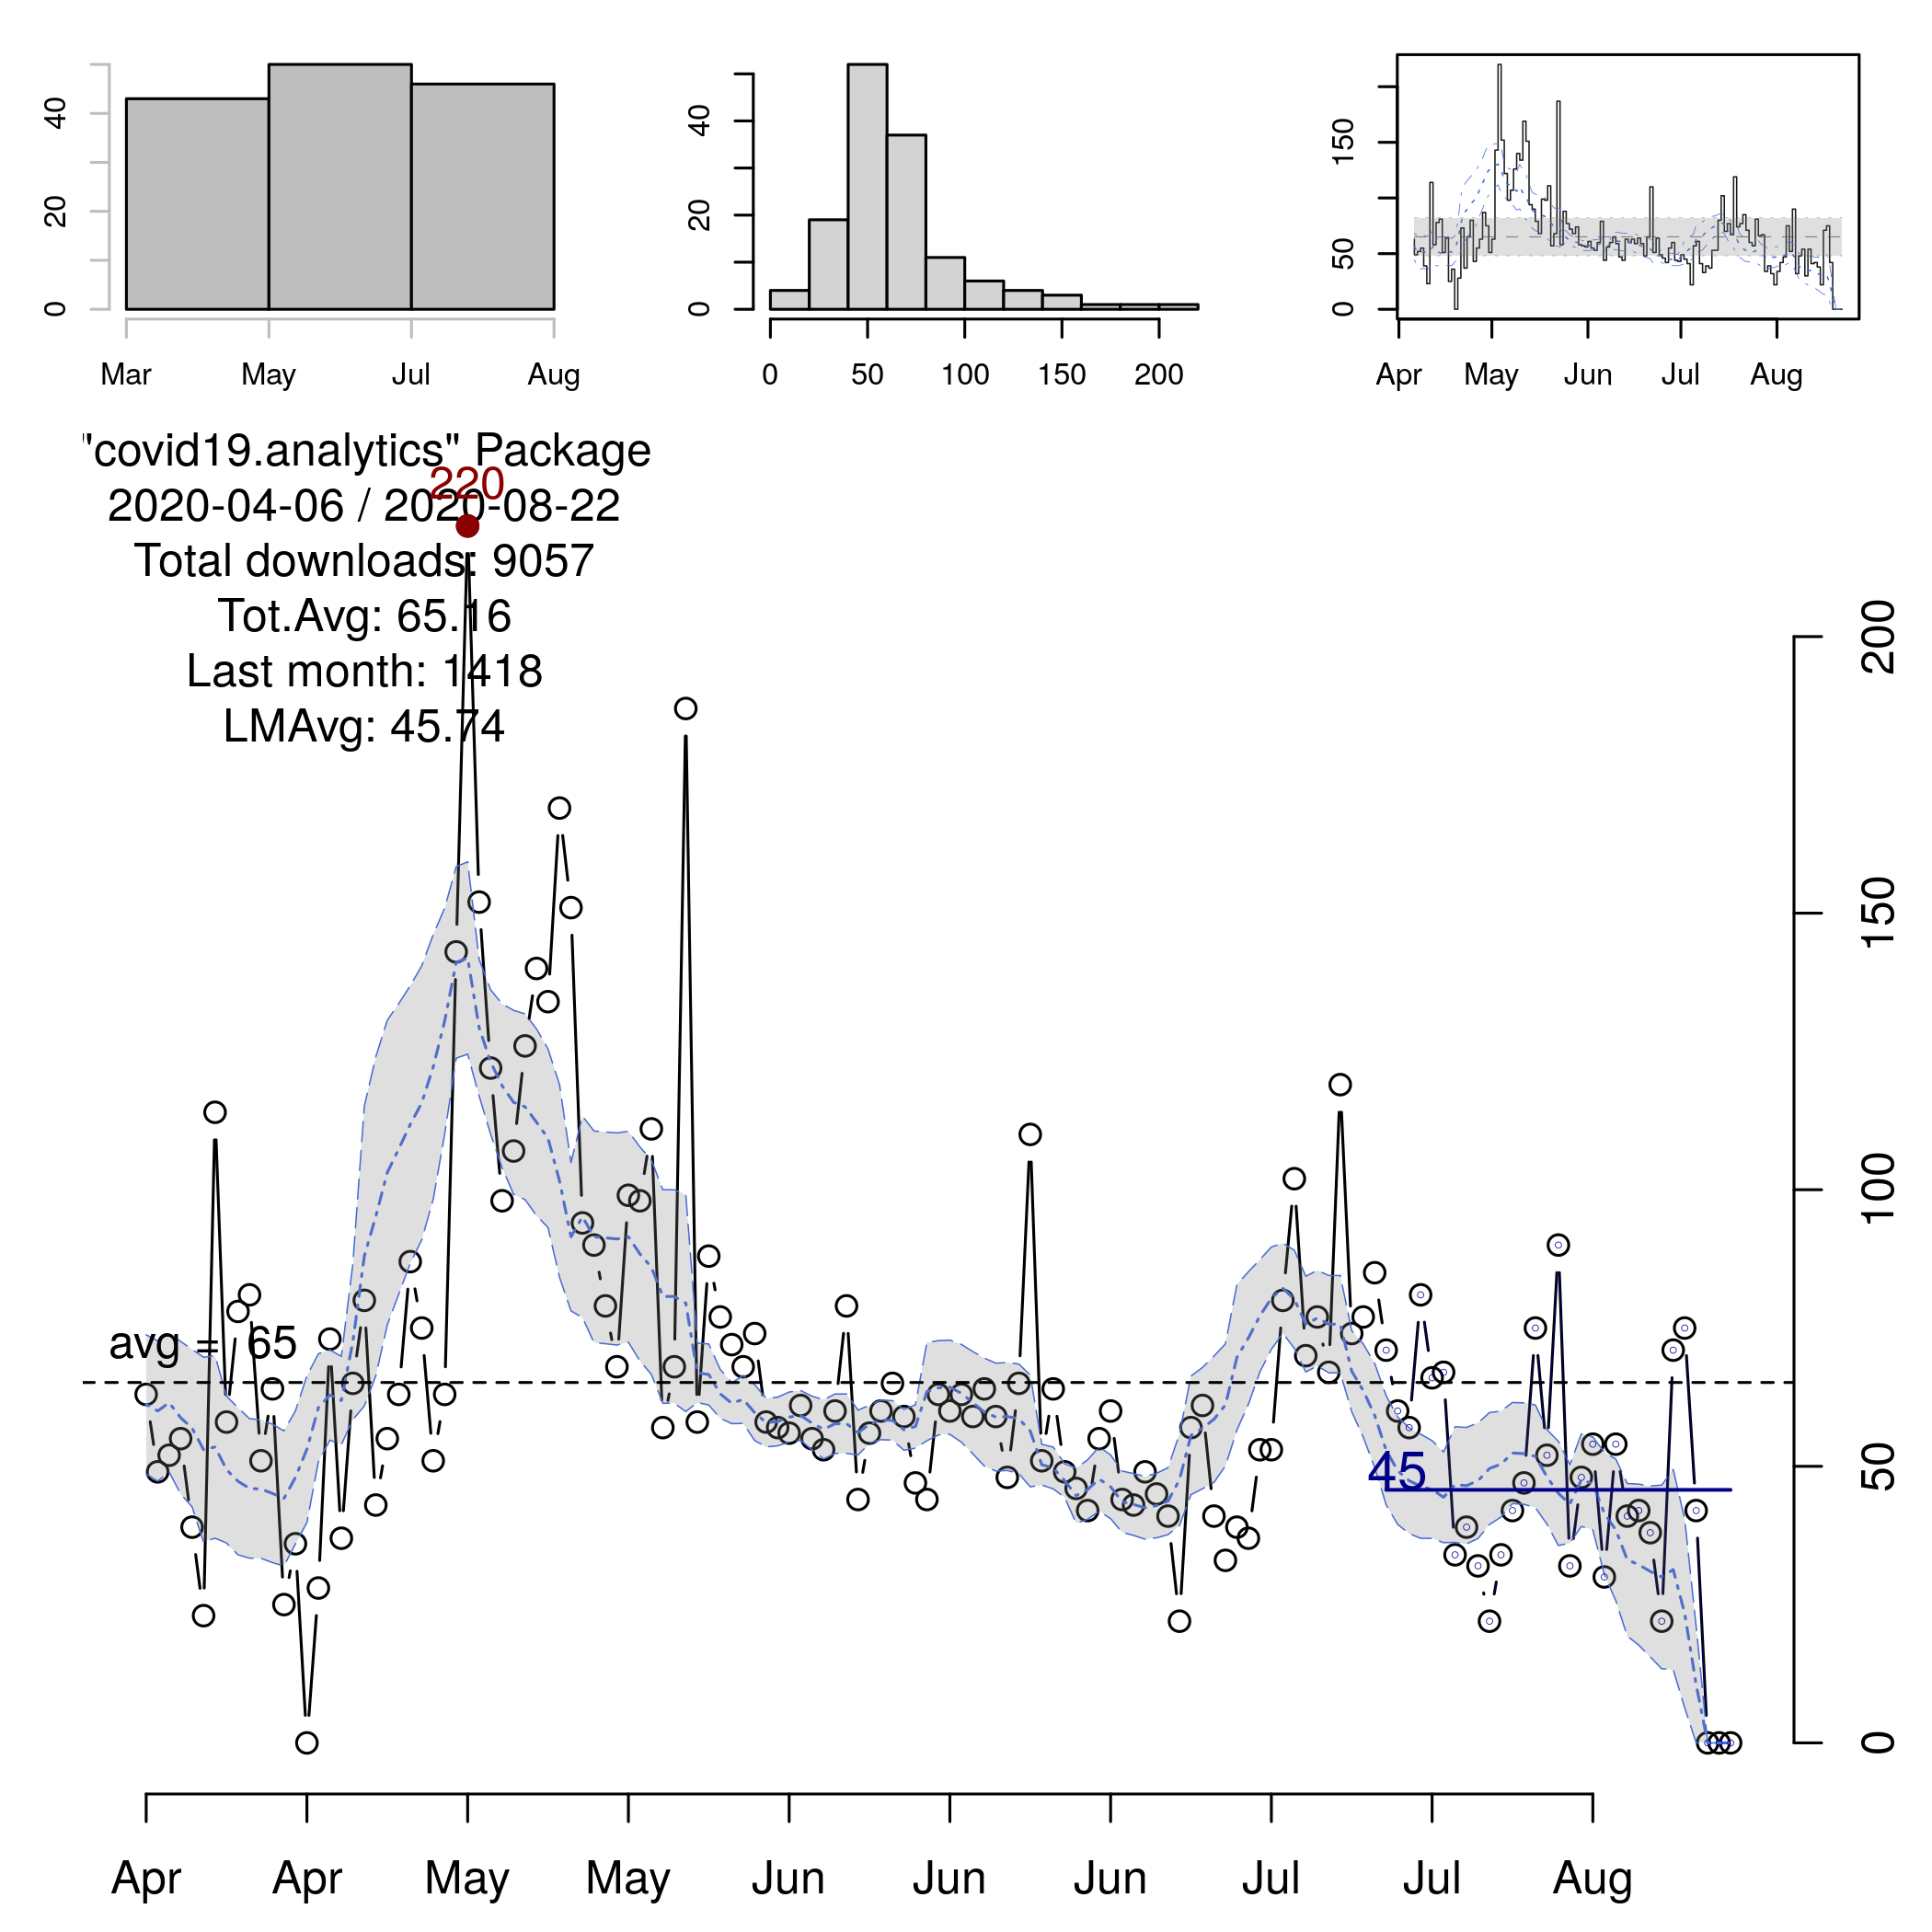 40
20
0
Mar May Jul Aug
40
20
0
0 50 100 150 200
150
50
0
Apr May Jun Jul Aug
"covid19.analytics" Package
220
2020-04-06 / 2020-08-22
Total downloads: 9057
Tot.Avg: 65.16
Last month: 1418
LMAvg: 45.74
200
150
100
50
0
avg = 65
45
Apr Apr May May Jun Jun Jun Jul Jul Aug